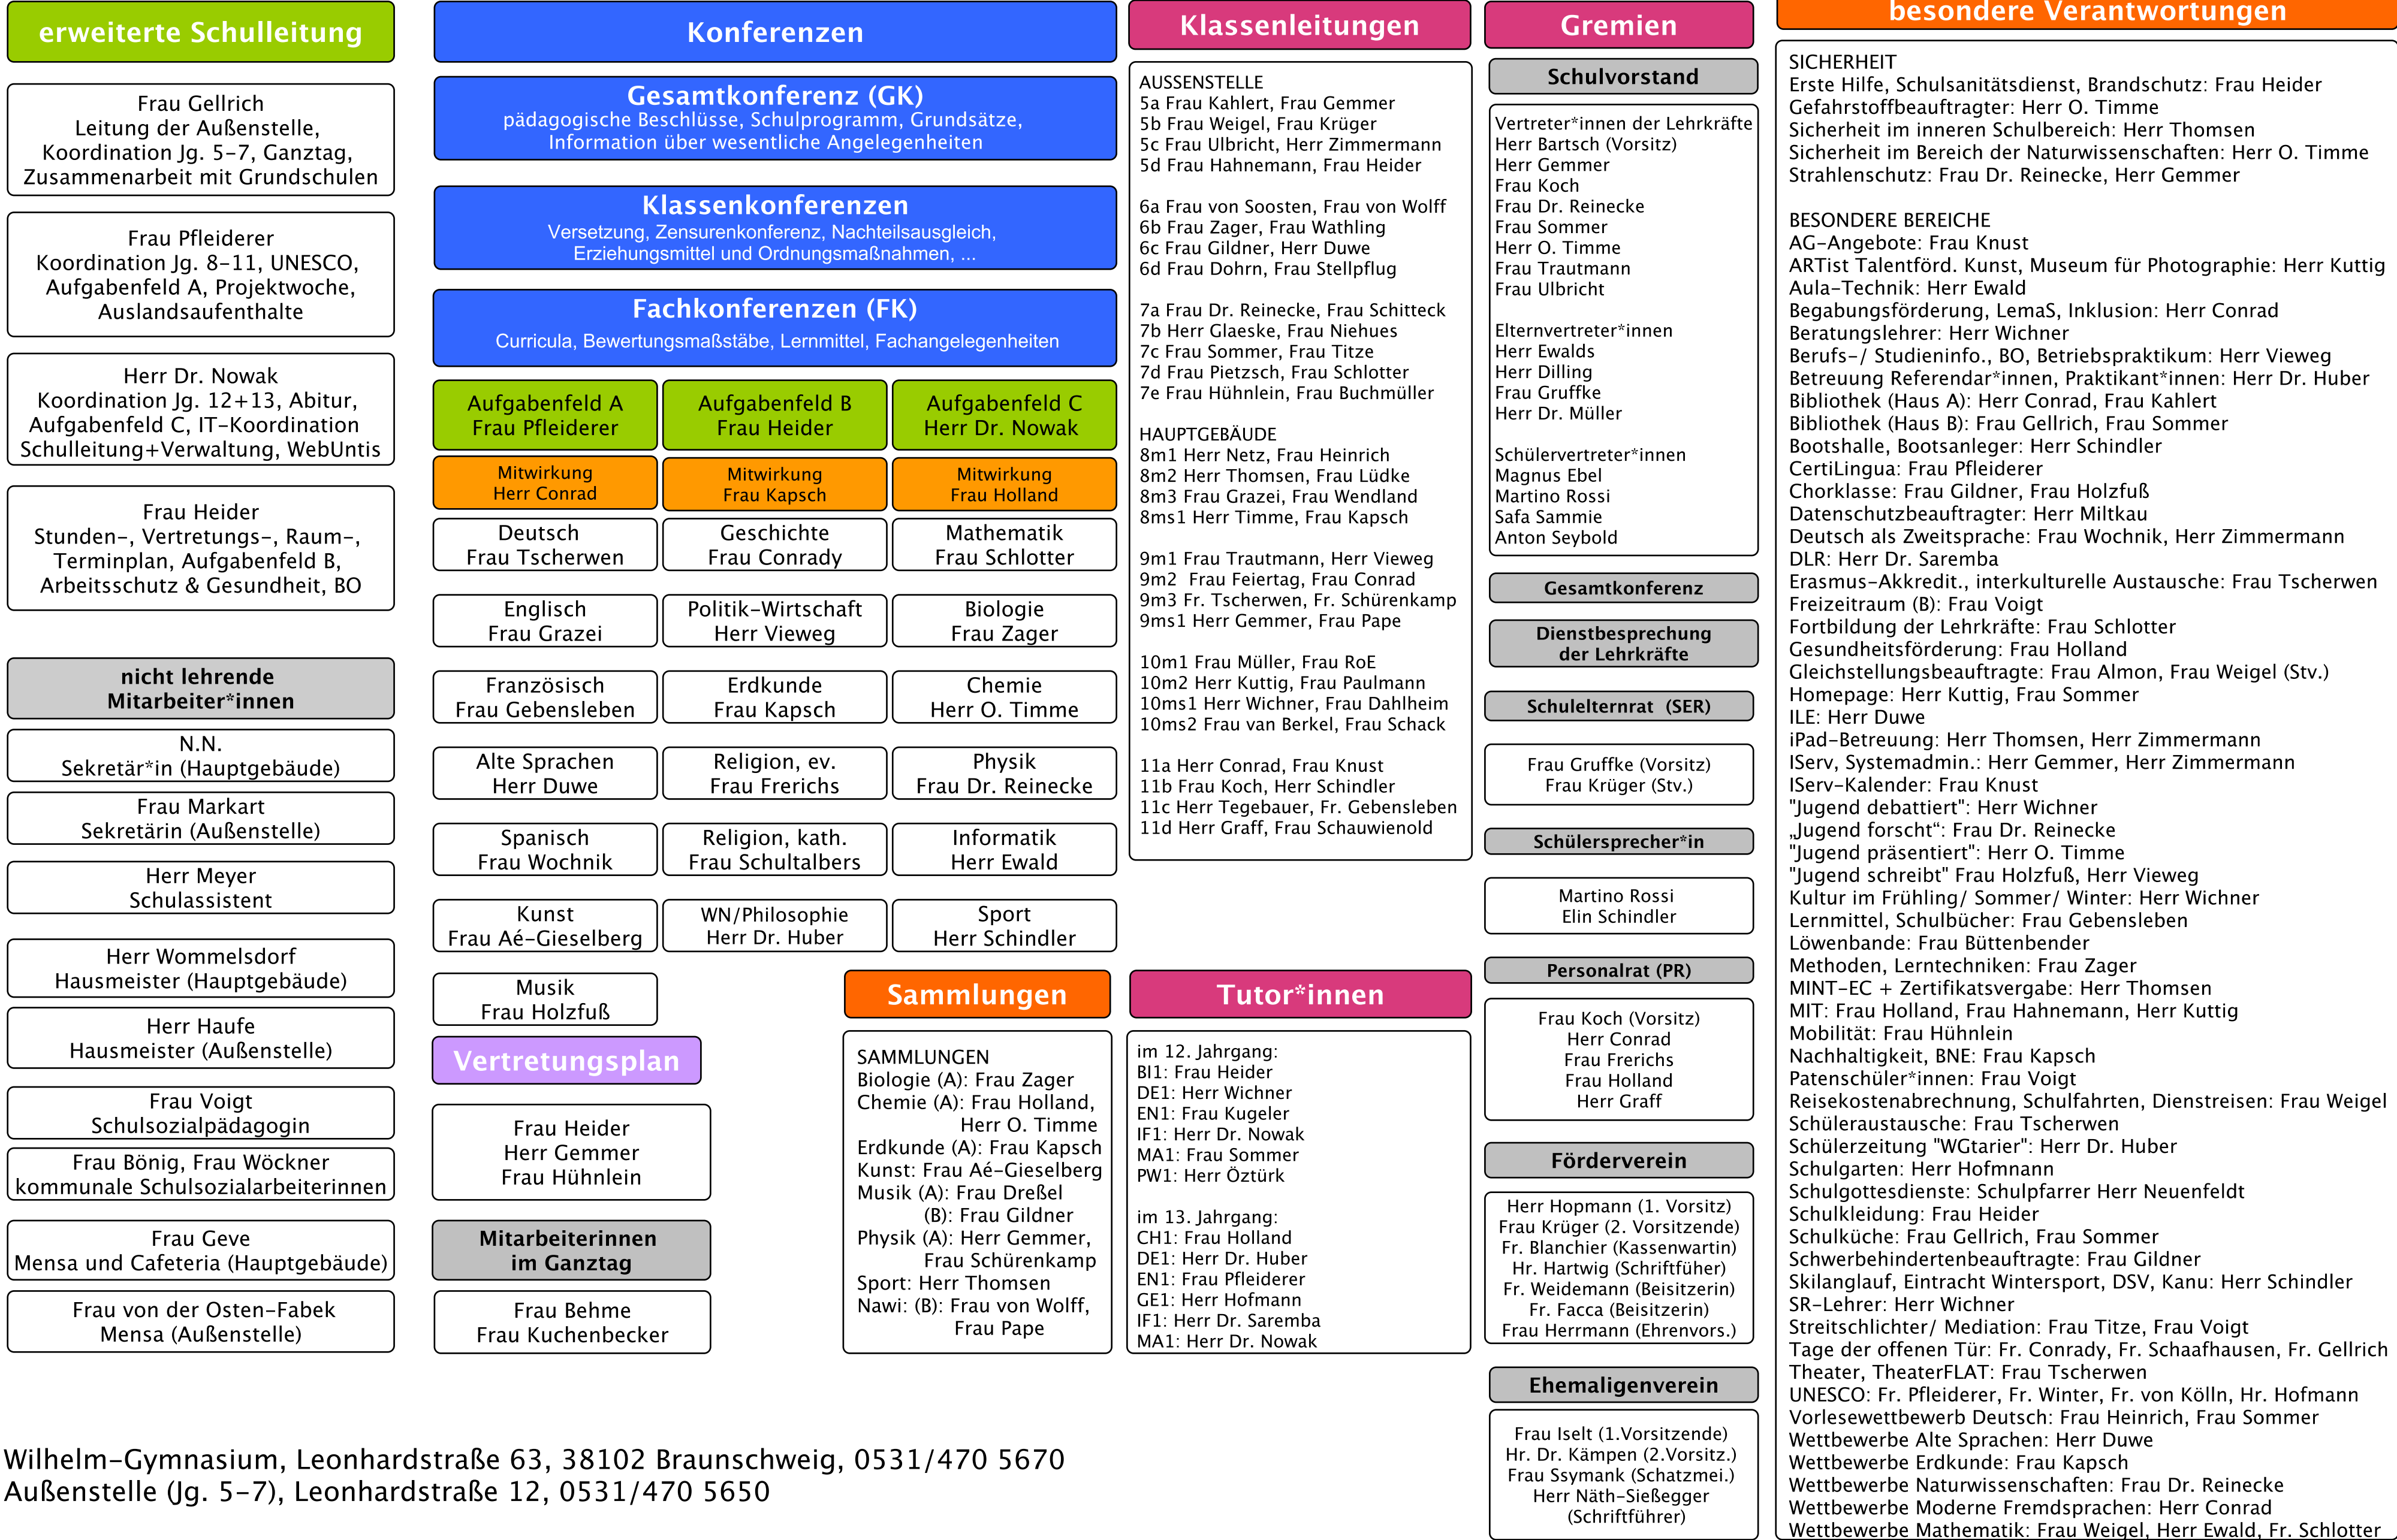 erweiterte Schulleitung
Frau Gellrich
Leitung der Außenstelle,
Koordination Jg. 5-7, Ganztag,
Zusammenarbeit mit Grundschulen
Frau Pfleiderer
Koordination Jg. 8-11, UNESCO,
Aufgabenfeld A, Projektwoche,
Auslandsaufenthalte
Herr Dr. Nowak
Koordination Jg. 12+13, Abitur,
Aufgabenfeld C, IT-Koordination
Schulleitung+Verwaltung, WebUntis
Frau Heider
Stunden-, Vertretungs-, Raum-,
Terminplan, Aufgabenfeld B,
Arbeitsschutz & Gesundheit, BO
nicht lehrende
Mitarbeiter*innen
N.N.
Sekretär*in (Hauptgebäude)
Frau Markart
Sekretärin (Außenstelle)
Herr Meyer
Schulassistent
Herr Wommelsdorf
Hausmeister (Hauptgebäude)
Herr Haufe
Hausmeister (Außenstelle)
Frau Voigt
Schulsozialpädagogin
Frau Bönig, Frau Wöckner
kommunale Schulsozialarbeiterinnen
Frau Geve
Mensa und Cafeteria (Hauptgebäude)
Frau von der Osten-Fabek
Mensa (Außenstelle)
Konferenzen
Gesamtkonferenz (GK)
pädagogische Beschlüsse, Schulprogramm, Grundsätze,
Information über wesentliche Angelegenheiten
Klassenkonferenzen
Versetzung, Zensurenkonferenz, Nachteilsausgleich,
Erziehungsmittel und Ordnungsmaßnahmen, ...
Fachkonferenzen (FK)
Curricula, Bewertungsmaßstäbe, Lernmittel, Fachangelegenheiten
Aufgabenfeld A
Frau Pfleiderer
Mitwirkung
Herr Conrad
Deutsch
Frau Tscherwen
Englisch
Frau Grazei
Französisch
Frau Gebensleben
Alte Sprachen
Herr Duwe
Spanisch
Frau Wochnik
Kunst
Frau Aé-Gieselberg
Musik
Frau Holzfuß
Aufgabenfeld B
Frau Heider
Mitwirkung
Frau Kapsch
Geschichte
Frau Conrady
Politik-Wirtschaft
Herr Vieweg
Erdkunde
Frau Kapsch
Religion, ev.
Frau Frerichs
Religion, kath.
Frau Schultalbers
WN/Philosophie
Herr Dr. Huber
Aufgabenfeld C
Herr Dr. Nowak
Mitwirkung
Frau Holland
Mathematik
Frau Schlotter
Biologie
Frau Zager
Chemie
Herr O. Timme
Physik
Frau Dr. Reinecke
Informatik
Herr Ewald
Sport
Herr Schindler
Vertretungsplan
Frau Heider
Herr Gemmer
Frau Hühnlein
Mitarbeiterinnen
im Ganztag
Frau Behme
Frau Kuchenbecker
Sammlungen
SAMMLUNGEN
Biologie (A): Frau Zager
Chemie (A): Frau Holland,
Herr O. Timme
Erdkunde (A): Frau Kapsch
Kunst: Frau Aé-Gieselberg
Musik (A): Frau Dreßel
(B): Frau Gildner
Physik (A): Herr Gemmer,
Frau Schürenkamp
Sport: Herr Thomsen
Nawi: (B): Frau von Wolff,
Frau Pape
Klassenleitungen
AUSSENSTELLE
5a Frau Kahlert, Frau Gemmer
5b Frau Weigel, Frau Krüger
5c Frau Ulbricht, Herr Zimmermann
5d Frau Hahnemann, Frau Heider
6a Frau von Soosten, Frau von Wolff
6b Frau Zager, Frau Wathling
6c Frau Gildner, Herr Duwe
6d Frau Dohrn, Frau Stellpflug
7a Frau Dr. Reinecke, Frau Schitteck
7b Herr Glaeske, Frau Niehues
7c Frau Sommer, Frau Titze
7d Frau Pietzsch, Frau Schlotter
7e Frau Hühnlein, Frau Buchmüller
HAUPTGEBÄUDE
8m1 Herr Netz, Frau Heinrich
8m2 Herr Thomsen, Frau Lüdke
8m3 Frau Grazei, Frau Wendland
8ms1 Herr Timme, Frau Kapsch
9m1 Frau Trautmann, Herr Vieweg
9m2 Frau Feiertag, Frau Conrad
9m3 Fr. Tscherwen, Fr. Schürenkamp
9ms1 Herr Gemmer, Frau Pape
10m1 Frau Müller, Frau RoE
10m2 Herr Kuttig, Frau Paulmann
10ms1 Herr Wichner, Frau Dahlheim
10ms2 Frau van Berkel, Frau Schack
11a Herr Conrad, Frau Knust
11b Frau Koch, Herr Schindler
11c Herr Tegebauer, Fr. Gebensleben
11d Herr Graff, Frau Schauwienold
Tutor*innen
im 12. Jahrgang:
BI1: Frau Heider
DE1: Herr Wichner
EN1: Frau Kugeler
IF1: Herr Dr. Nowak
MA1: Frau Sommer
PW1: Herr Öztürk
im 13. Jahrgang:
CH1: Frau Holland
DE1: Herr Dr. Huber
EN1: Frau Pfleiderer
GE1: Herr Hofmann
IF1: Herr Dr. Saremba
MA1: Herr Dr. Nowak
Gremien
Schulvorstand
Vertreter*innen der Lehrkräfte
Herr Bartsch (Vorsitz)
Herr Gemmer
Frau Koch
Frau Dr. Reinecke
Frau Sommer
Herr O. Timme
Frau Trautmann
Frau Ulbricht
Elternvertreter*innen
Herr Ewalds
Herr Dilling
Frau Gruffke
Herr Dr. Müller
Schülervertreter*innen
Magnus Ebel
Martino Rossi
Safa Sammie
Anton Seybold
Gesamtkonferenz
Dienstbesprechung
der Lehrkräfte
Schulelternrat (SER)
Frau Gruffke (Vorsitz)
Frau Krüger (Stv.)
Schülersprecher*in
Martino Rossi
Elin Schindler
Personalrat (PR)
Frau Koch (Vorsitz)
Herr Conrad
Frau Frerichs
Frau Holland
Herr Graff
Förderverein
Herr Hopmann (1. Vorsitz)
Frau Krüger (2. Vorsitzende)
Fr. Blanchier (Kassenwartin)
Hr. Hartwig (Schriftfüher)
Fr. Weidemann (Beisitzerin)
Fr. Facca (Beisitzerin)
Frau Herrmann (Ehrenvors.)
Ehemaligenverein
Frau Iselt (1.Vorsitzende)
Hr. Dr. Kämpen (2.Vorsitz.)
Frau Ssymank (Schatzmei.)
Herr Näth-Sießegger
(Schriftführer)
besondere Verantwortungen
SICHERHEIT
Erste Hilfe, Schulsanitätsdienst, Brandschutz: Frau Heider
Gefahrstoffbeauftragter: Herr O. Timme
Sicherheit im inneren Schulbereich: Herr Thomsen
Sicherheit im Bereich der Naturwissenschaften: Herr O. Timme
Strahlenschutz: Frau Dr. Reinecke, Herr Gemmer
BESONDERE BEREICHE
AG-Angebote: Frau Knust
ARTist Talentförd. Kunst, Museum für Photographie: Herr Kuttig
Aula-Technik: Herr Ewald
Begabungsförderung, LemaS, Inklusion: Herr Conrad
Beratungslehrer: Herr Wichner
Berufs-/ Studieninfo., BO, Betriebspraktikum: Herr Vieweg
Betreuung Referendar*innen, Praktikant*innen: Herr Dr. Huber
Bibliothek (Haus A): Herr Conrad, Frau Kahlert
Bibliothek (Haus B): Frau Gellrich, Frau Sommer
Bootshalle, Bootsanleger: Herr Schindler
CertiLingua: Frau Pfleiderer
Chorklasse: Frau Gildner, Frau Holzfuß
Datenschutzbeauftragter: Herr Miltkau
Deutsch als Zweitsprache: Frau Wochnik, Herr Zimmermann
DLR: Herr Dr. Saremba
Erasmus-Akkredit., interkulturelle Austausche: Frau Tscherwen
Freizeitraum (B): Frau Voigt
Fortbildung der Lehrkräfte: Frau Schlotter
Gesundheitsförderung: Frau Holland
Gleichstellungsbeauftragte: Frau Almon, Frau Weigel (Stv.)
Homepage: Herr Kuttig, Frau Sommer
ILE: Herr Duwe
iPad-Betreuung: Herr Thomsen, Herr Zimmermann
IServ, Systemadmin.: Herr Gemmer, Herr Zimmermann
IServ-Kalender: Frau Knust
"Jugend debattiert": Herr Wichner
„Jugend forscht“: Frau Dr. Reinecke
"Jugend präsentiert": Herr O. Timme
"Jugend schreibt" Frau Holzfuß, Herr Vieweg
Kultur im Frühling/ Sommer/ Winter: Herr Wichner
Lernmittel, Schulbücher: Frau Gebensleben
Löwenbande: Frau Büttenbender
Methoden, Lerntechniken: Frau Zager
MINT-EC + Zertifikatsvergabe: Herr Thomsen
MIT: Frau Holland, Frau Hahnemann, Herr Kuttig
Mobilität: Frau Hühnlein
Nachhaltigkeit, BNE: Frau Kapsch
Patenschüler*innen: Frau Voigt
Reisekostenabrechnung, Schulfahrten, Dienstreisen: Frau Weigel
Schüleraustausche: Frau Tscherwen
Schülerzeitung "WGtarier": Herr Dr. Huber
Schulgarten: Herr Hofmnann
Schulgottesdienste: Schulpfarrer Herr Neuenfeldt
Schulkleidung: Frau Heider
Schulküche: Frau Gellrich, Frau Sommer
Schwerbehindertenbeauftragte: Frau Gildner
Skilanglauf, Eintracht Wintersport, DSV, Kanu: Herr Schindler
SR-Lehrer: Herr Wichner
Streitschlichter/ Mediation: Frau Titze, Frau Voigt
Tage der offenen Tür: Fr. Conrady, Fr. Schaafhausen, Fr. Gellrich
Theater, TheaterFLAT: Frau Tscherwen
UNESCO: Fr. Pfleiderer, Fr. Winter, Fr. von Kölln, Hr. Hofmann
Vorlesewettbewerb Deutsch: Frau Heinrich, Frau Sommer
Wettbewerbe Alte Sprachen: Herr Duwe
Wettbewerbe Erdkunde: Frau Kapsch
Wettbewerbe Naturwissenschaften: Frau Dr. Reinecke
Wettbewerbe Moderne Fremdsprachen: Herr Conrad
Wettbewerbe Mathematik: Frau Weigel, Herr Ewald, Fr. Schlotter
Wilhelm-Gymnasium, Leonhardstraße 63, 38102 Braunschweig, 0531/470 5670
Außenstelle (Jg. 5-7), Leonhardstraße 12, 0531/470 5650